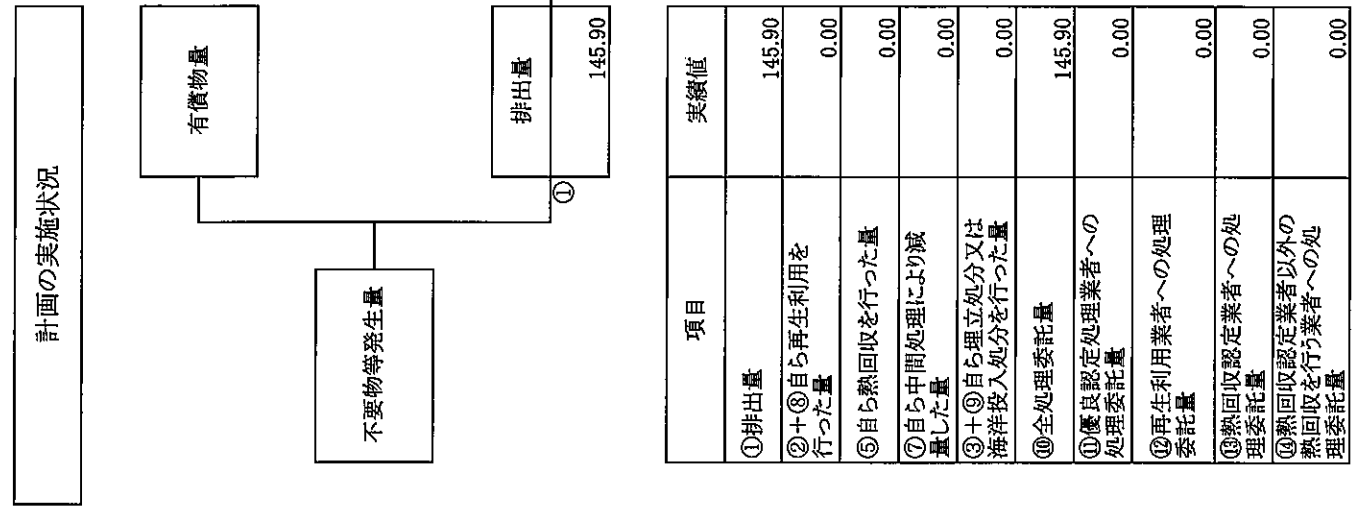 計画の実施状況
有償物量
不要物等発生量
①
排出量
145.90
項目
実績値
①排出量
145.90
②+⑧自ら再生利用を
行った量
0.00
⑤自ら熱回収を行った量
0.00
⑦自ら中間処理により減
量した量
0.00
③+⑨自ら埋立処分又は
海洋投入処分を行った量
0.00
⑩全処理委託量
145.90
⑪優良認定処理業者への
処理委託量
0.00
⑫再生利用業者への処理
委託量
0.00
⑬熱回収認定業者への処
理委託量
0.00
⑭熱回収認定業者以外の
熱回収を行う業者への処
理委託量
0.00